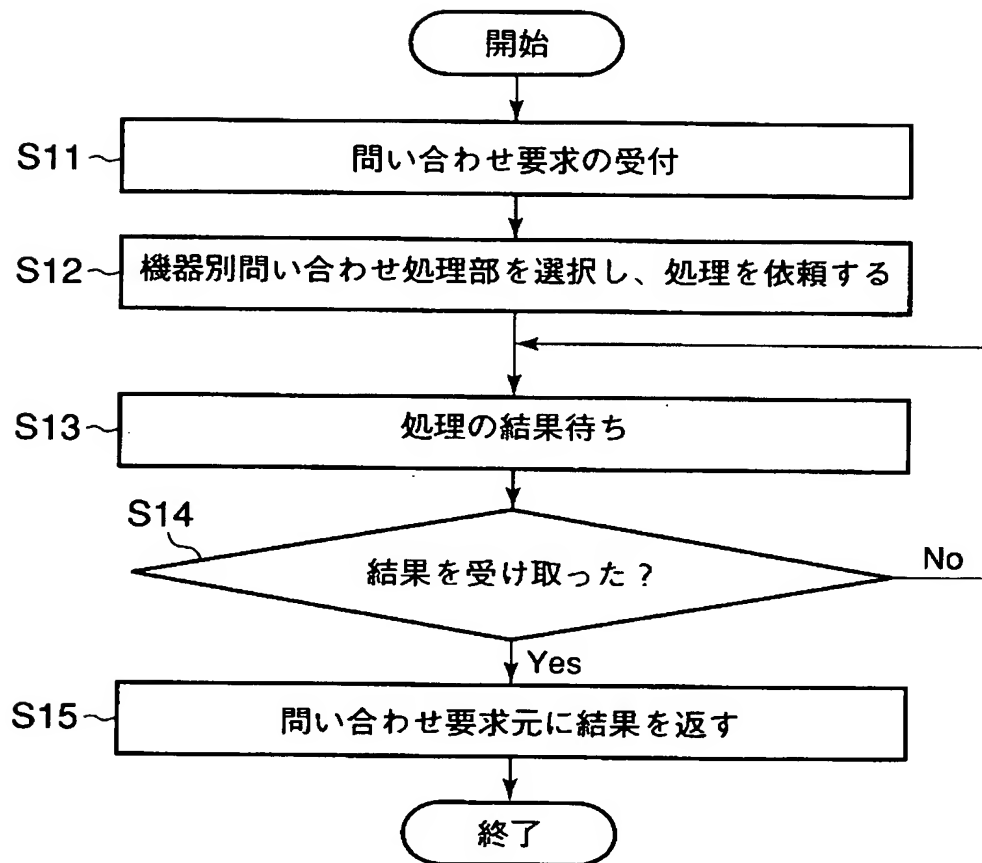 開始
S11
問い合わせ要求の受付
S12
機器別問い合わせ処理部を選択し、処理を依頼する
S13
処理の結果待ち
S14
結果を受け取った？
No
Yes
S15
問い合わせ要求元に結果を返す
終了